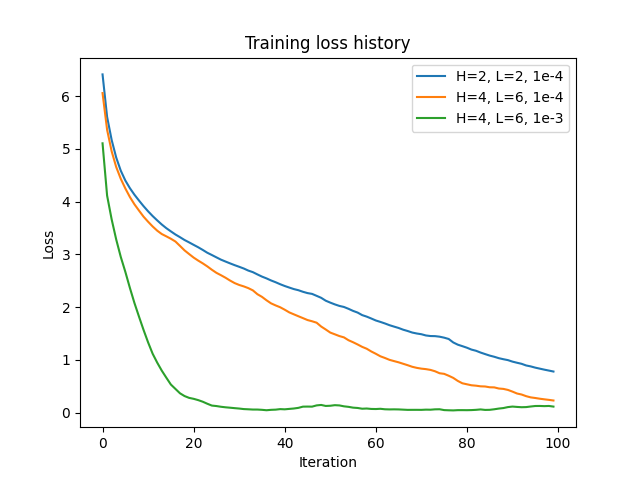 Training loss history
H=2, L=2, 1e-4
H=4, L=6, 1e-4
H=4, L=6, 1e-3
Loss
6
5
4
3
2
1
0
0 20 40 60 80 100
Iteration